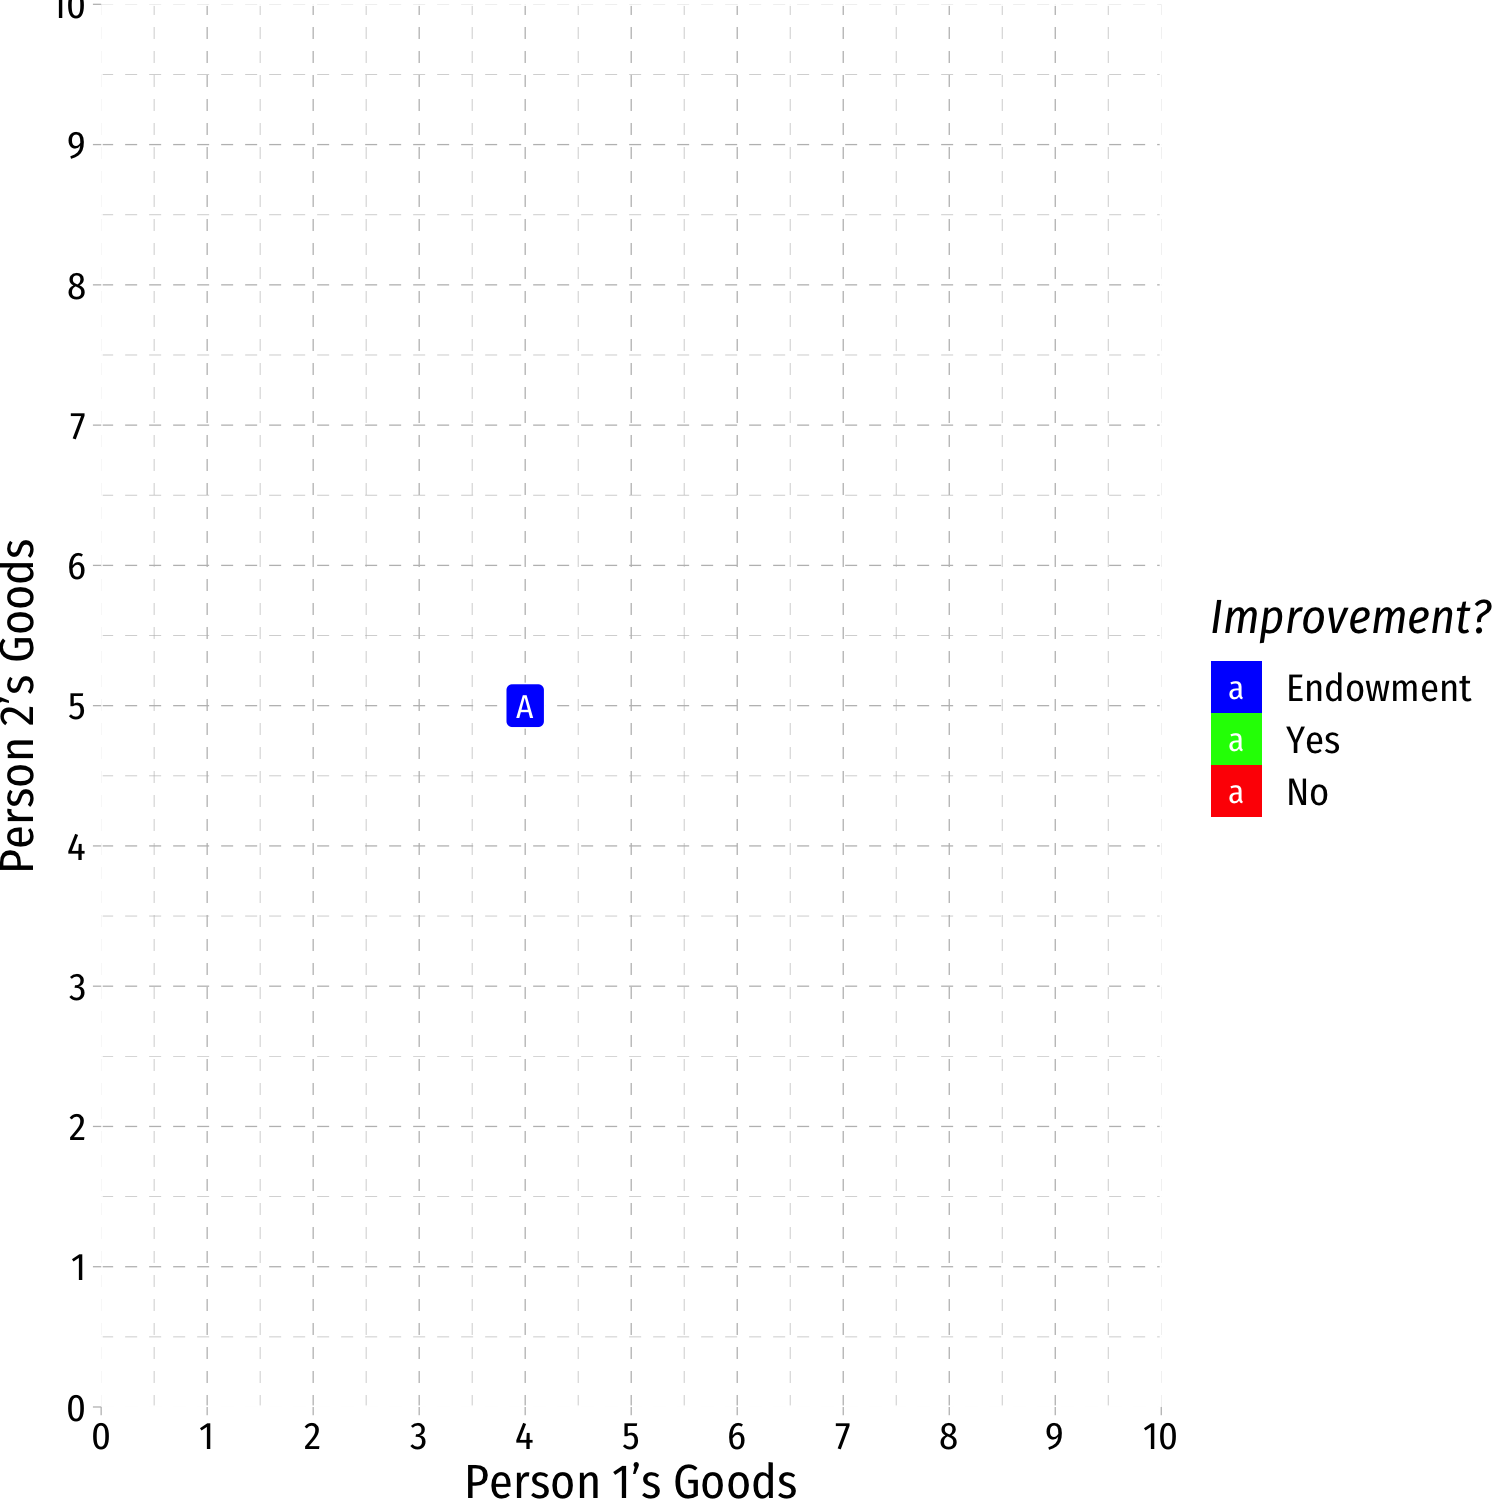 10
9
8
7
6
5
4
3
2
1
0
Person 2’s Goods
A
0 1 2 3 4 5 6 7 8 9 10
Person 1’s Goods
Improvement?
a Endowment
a Yes
a No